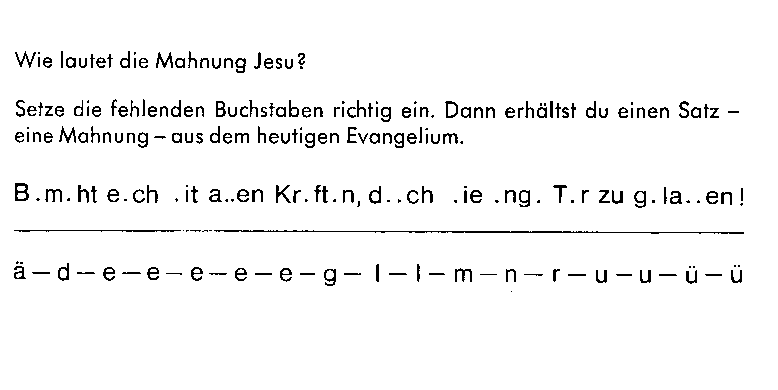 Wie lautet die Mahnung Jesu?
Setze die fehlenden Buchstaben richtig ein. Dann erhältst du einen Satz –
eine Mahnung – aus dem heutigen Evangelium.
B.m.ht e.ch .it a..en Kr.ft.n, d..ch .ie .ng. T.r zu g.la..en!
ä – d – e – e – e – e – e – g – l – l – m – n – r – u – u – ü – ü